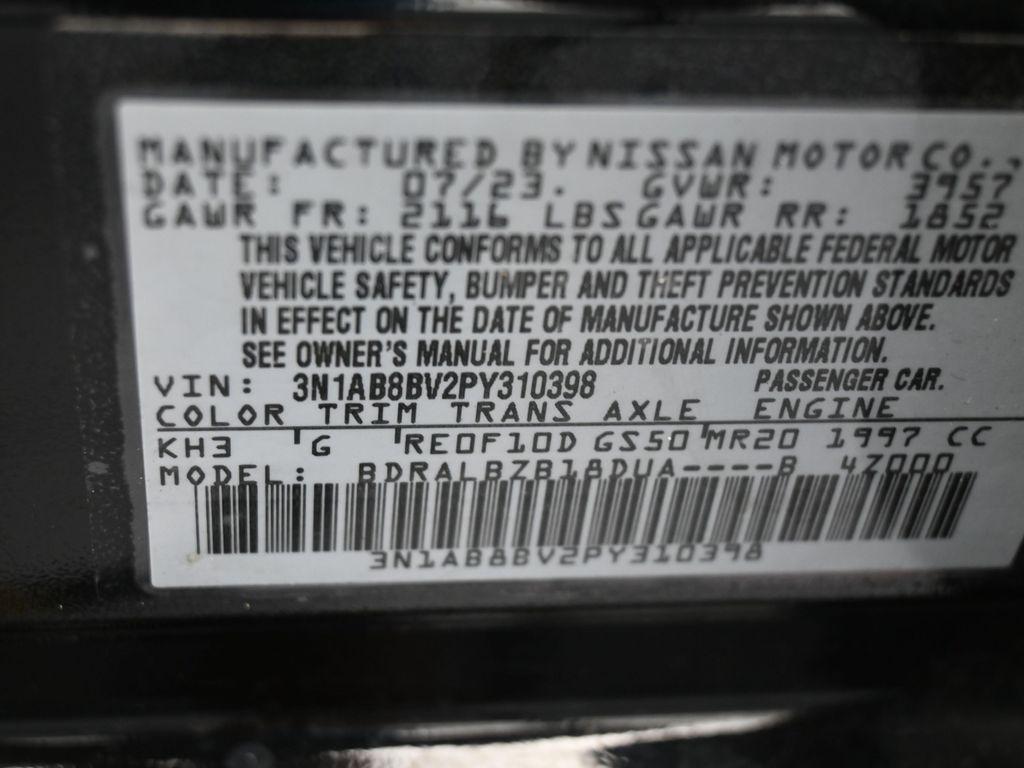 MANUFACTURED BY NISSAN MOTOR CO.,
DATE: 07/23. GVWR: 3957
GAWR FR: 2116 LBS GAWR RR: 1852
THIS VEHICLE CONFORMS TO ALL APPLICABLE FEDERAL MOTOR
VEHICLE SAFETY, BUMPER AND THEFT PREVENTION STANDARDS
IN EFFECT ON THE DATE OF MANUFACTURE SHOWN ABOVE.
SEE OWNER'S MANUAL FOR ADDITIONAL INFORMATION.
VIN: 3N1AB8BV2PY310398 PASSENGER CAR.
COLOR TRIM TRANS AXLE ENGINE
KH3 G RE0F10D GS50 MR20 1997 CC
MODEL: BDRALBZB18DUA----B 4Z000
3N1AB8BV2PY310398